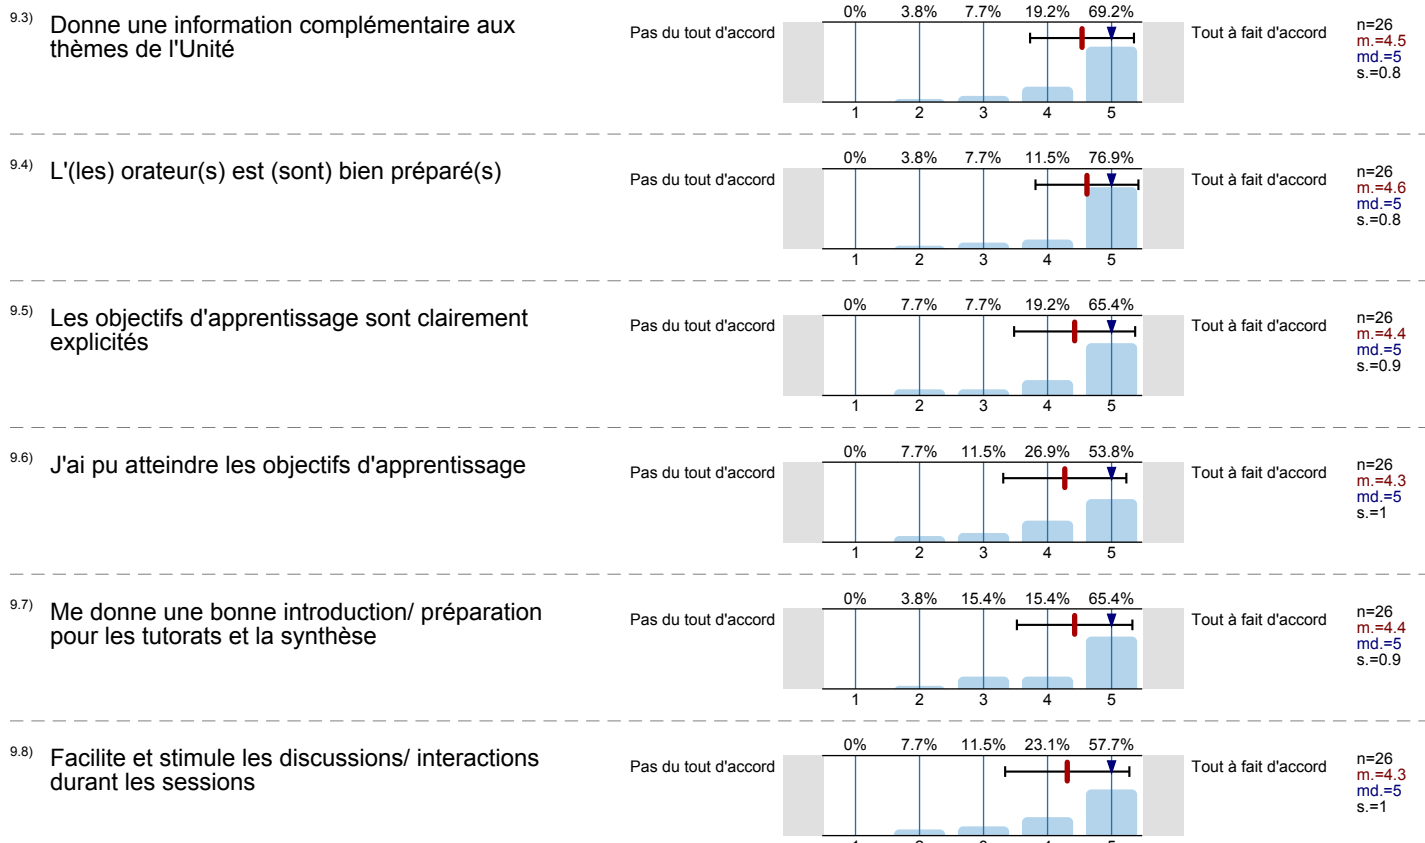 9.3) Donne une information complémentaire aux
thèmes de l'Unité
Pas du tout d'accord
0% 3.8% 7.7% 19.2% 69.2%
1 2 3 4 5
Tout à fait d'accord
n=26
m.=4.5
md.=5
s.=0.8
9.4) L'(les) orateur(s) est (sont) bien préparé(s)
Pas du tout d'accord
0% 3.8% 7.7% 11.5% 76.9%
1 2 3 4 5
Tout à fait d'accord
n=26
m.=4.6
md.=5
s.=0.8
9.5) Les objectifs d'apprentissage sont clairement
explicités
Pas du tout d'accord
0% 7.7% 7.7% 19.2% 65.4%
1 2 3 4 5
Tout à fait d'accord
n=26
m.=4.4
md.=5
s.=0.9
9.6) J'ai pu atteindre les objectifs d'apprentissage
Pas du tout d'accord
0% 7.7% 11.5% 26.9% 53.8%
1 2 3 4 5
Tout à fait d'accord
n=26
m.=4.3
md.=5
s.=1
9.7) Me donne une bonne introduction/ préparation
pour les tutorats et la synthèse
Pas du tout d'accord
0% 3.8% 15.4% 15.4% 65.4%
1 2 3 4 5
Tout à fait d'accord
n=26
m.=4.4
md.=5
s.=0.9
9.8) Facilite et stimule les discussions/ interactions
durant les sessions
Pas du tout d'accord
0% 7.7% 11.5% 23.1% 57.7%
1 2 3 4 5
Tout à fait d'accord
n=26
m.=4.3
md.=5
s.=1